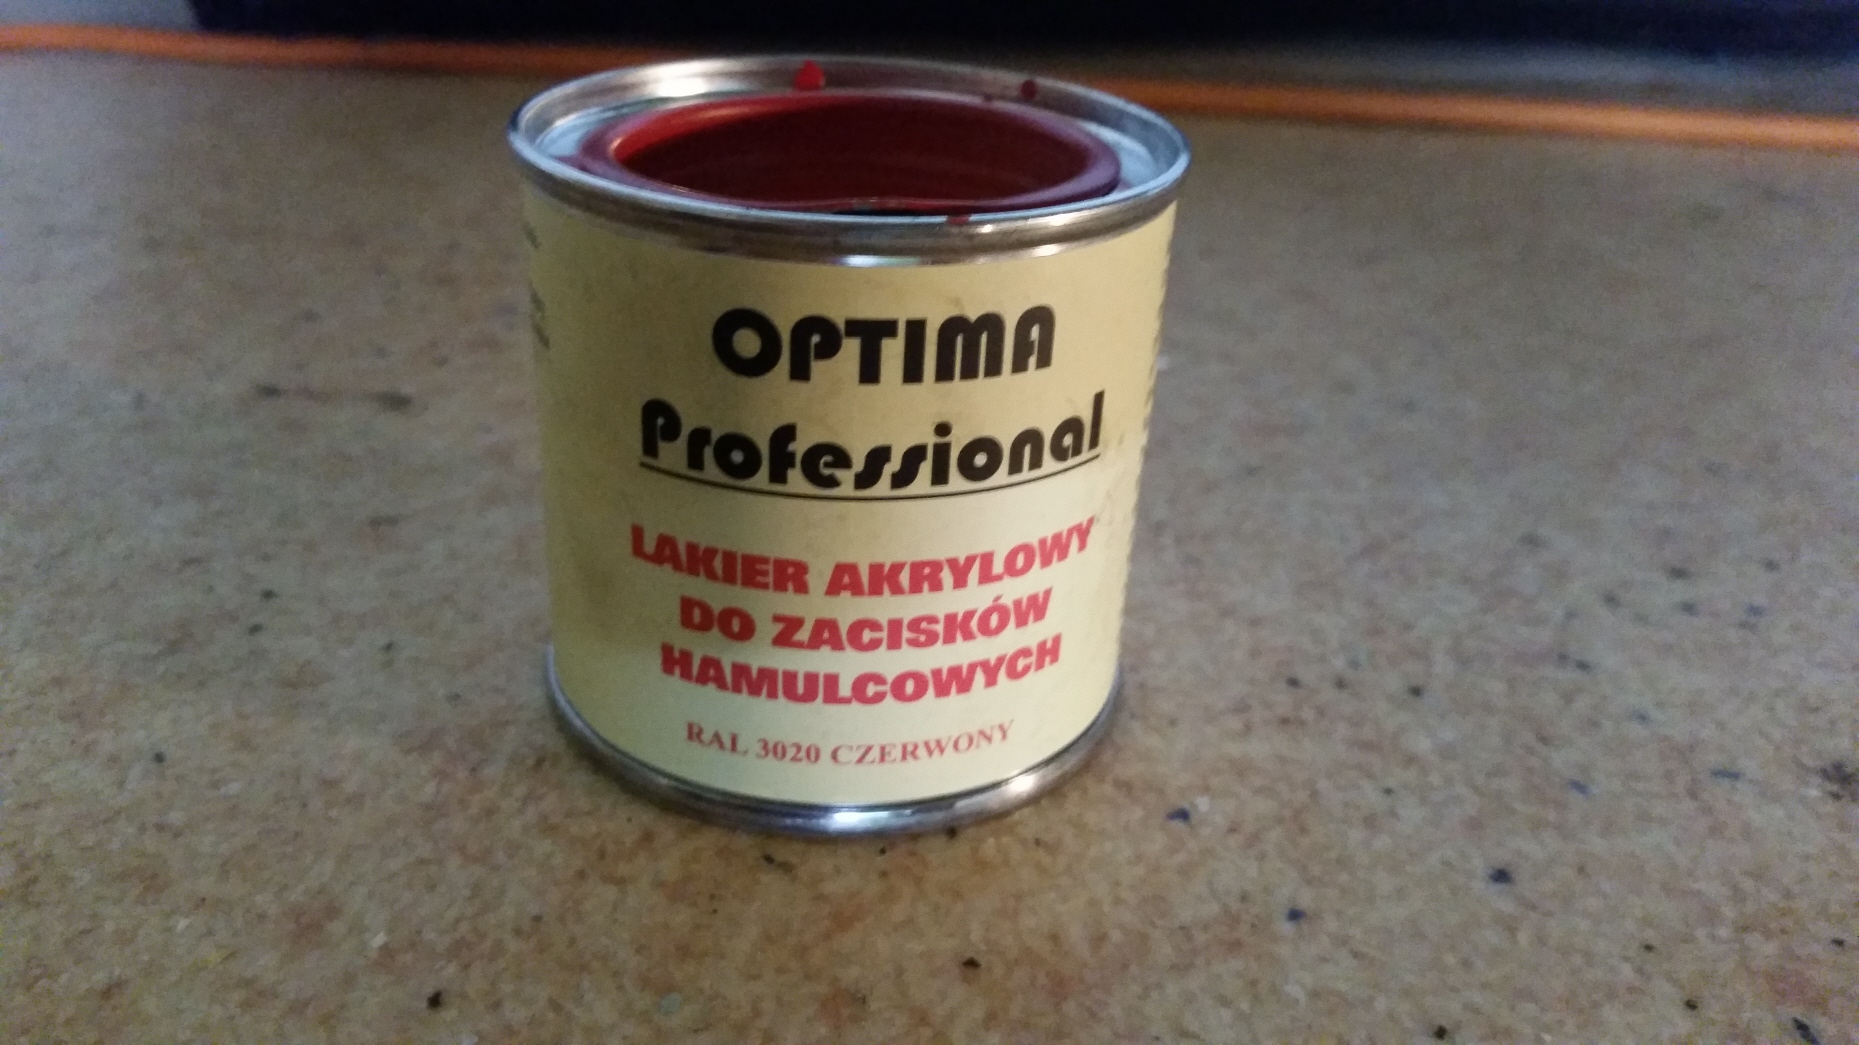 OPTIMA
Professional
LAKIER AKRYLOWY
DO ZACISKÓW
HAMULCOWYCH
RAL 3020 CZERWONY